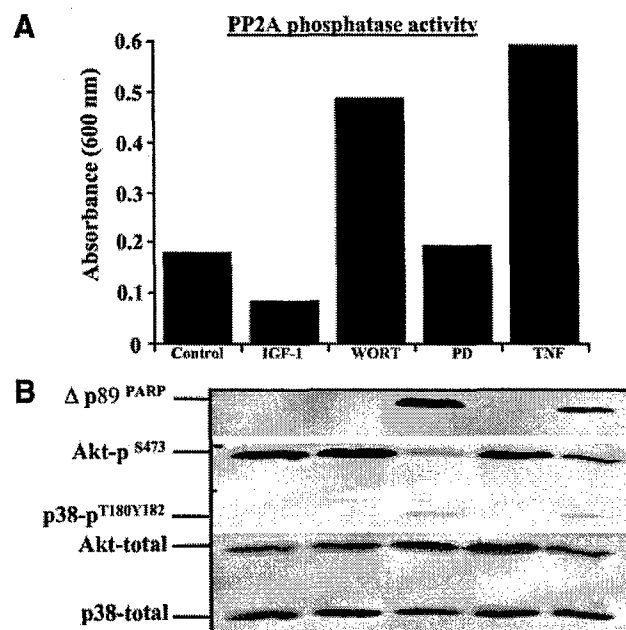 A
PP2A phosphatase activity
Absorbance (600 nm)
0.6
0.5
0.4
0.3
0.2
0.1
0
Control
IGF-1
WORT
PD
TNF
B
Δ p89 PARP
Akt-p S473
p38-p T180Y182
Akt-total
p38-total